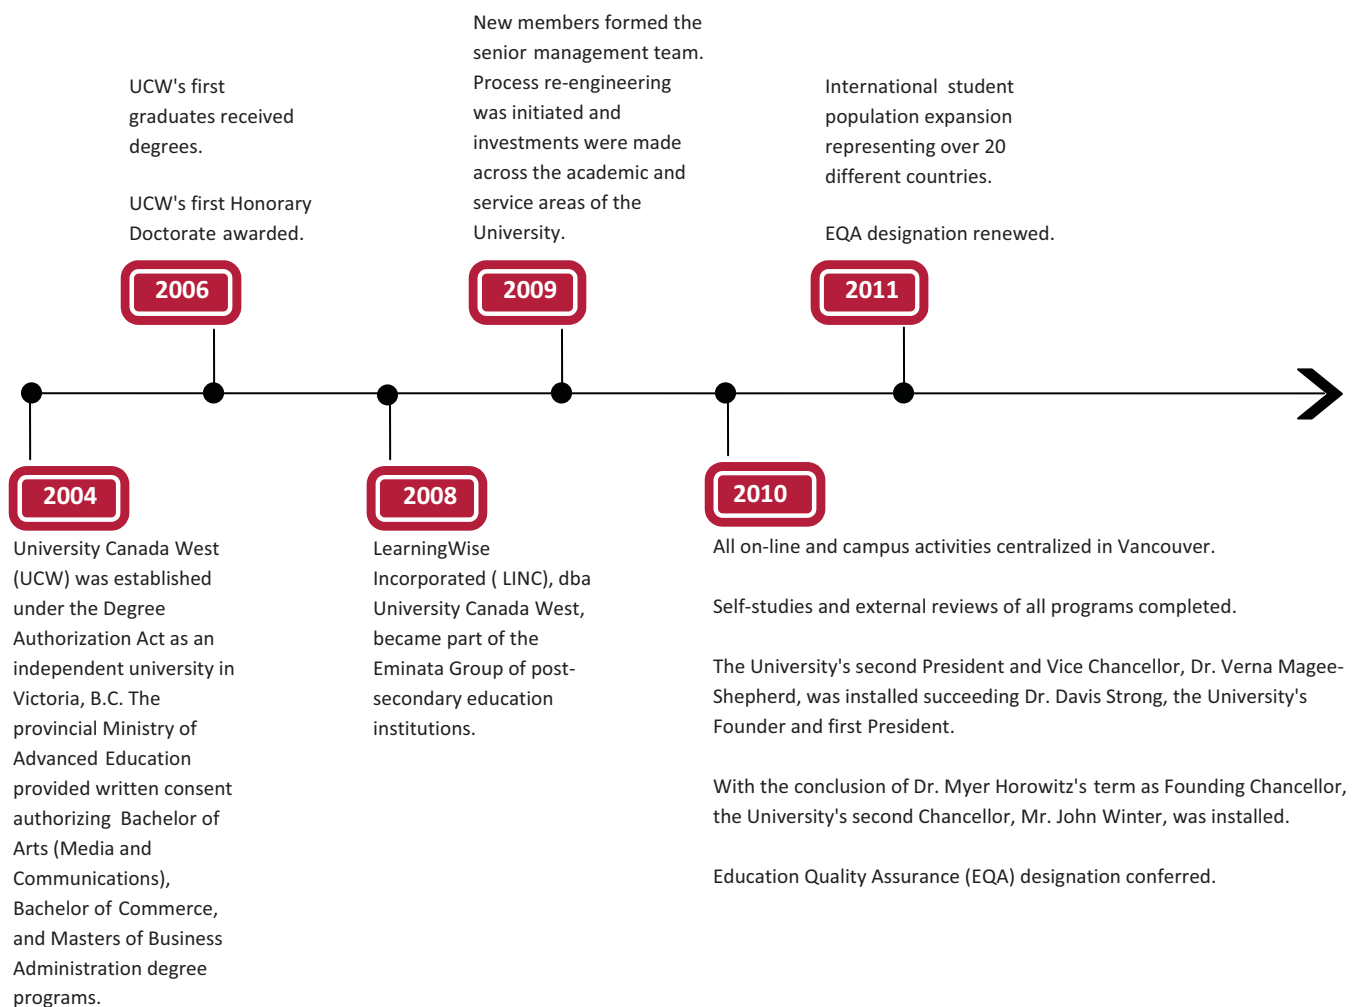 UCW's first
graduates received
degrees.
UCW's first Honorary
Doctorate awarded.
2006
New members formed the
senior management team.
Process re-engineering
was initiated and
investments were made
across the academic and
service areas of the
University.
2009
International student
population expansion
representing over 20
different countries.
EQA designation renewed.
2011
2004
University Canada West
(UCW) was established
under the Degree
Authorization Act as an
independent university in
Victoria, B.C. The
provincial Ministry of
Advanced Education
provided written consent
authorizing Bachelor of
Arts (Media and
Communications),
Bachelor of Commerce,
and Masters of Business
Administration degree
programs.
2008
LearningWise
Incorporated ( LINC), dba
University Canada West,
became part of the
Eminata Group of post-
secondary education
institutions.
2010
All on-line and campus activities centralized in Vancouver.
Self-studies and external reviews of all programs completed.
The University's second President and Vice Chancellor, Dr. Verna Magee-
Shepherd, was installed succeeding Dr. Davis Strong, the University's
Founder and first President.
With the conclusion of Dr. Myer Horowitz's term as Founding Chancellor,
the University's second Chancellor, Mr. John Winter, was installed.
Education Quality Assurance (EQA) designation conferred.